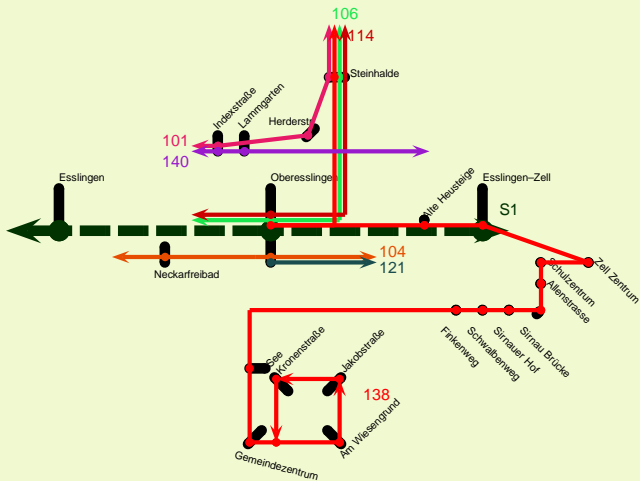 106
114
Steinhalde
Indexstraße
Lammgarten
Herderstr.
101
140
Esslingen
Oberesslingen
Alte Heusteige
Esslingen–Zell
S1
Neckarfreibad
104
121
Schulzentrum
Zell Zentrum
Allenstrasse
Finkenweg
Schwalbenweg
Sirnauer Hof
Sirnau Brücke
See
Kronenstraße
Jakobstraße
138
Gemeindezentrum
Am Wiesengrund